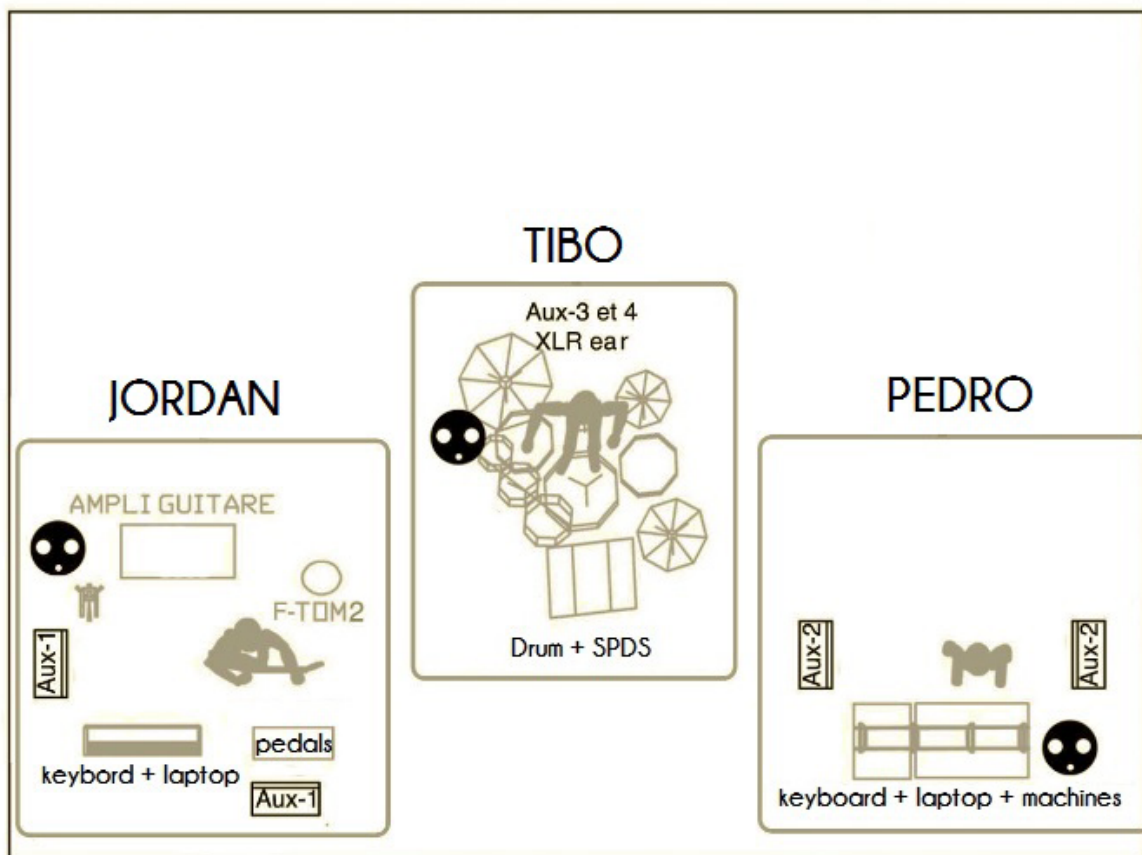 TIBO
Aux-3 et 4
XLR ear
Drum + SPDS
JORDAN
AMPLI GUITARE
F-TOM2
Aux-1
pedals
keybord + laptop
Aux-1
PEDRO
Aux-2
Aux-2
keyboard + laptop + machines